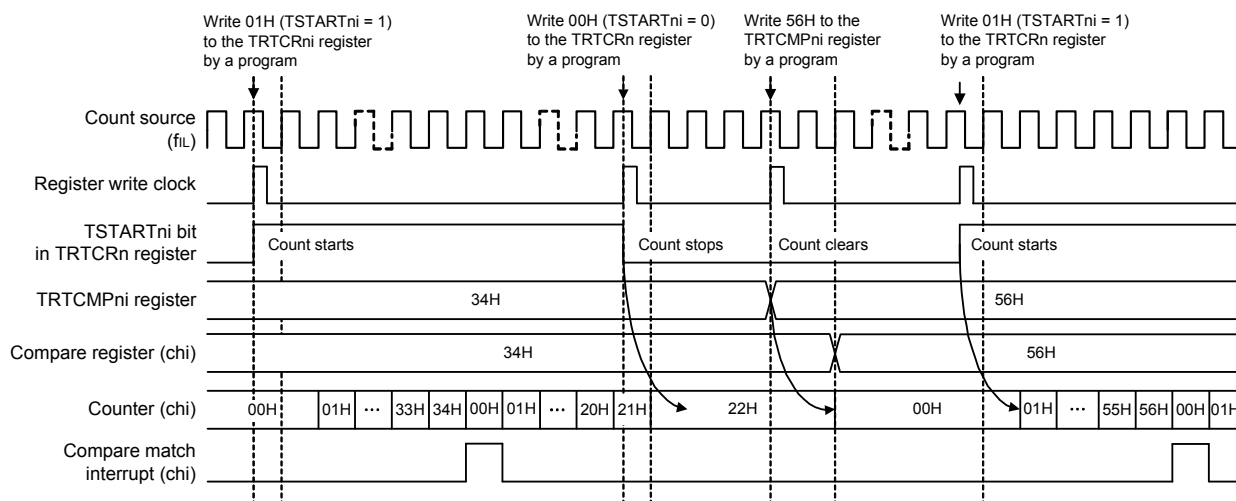 Write 01H (TSTARTni = 1)
to the TRTCRni register
by a program
Write 00H (TSTARTni = 0)
to the TRTCRn register
by a program
Write 56H to the
TRTCMPni register
by a program
Write 01H (TSTARTni = 1)
to the TRTCRn register
by a program
Count source
(fIL)
Register write clock
TSTARTni bit
in TRTCRn register
Count starts
Count stops
Count clears
Count starts
TRTCMPni register
34H
56H
Compare register (chi)
34H
56H
Counter (chi)
00H 01H ··· 33H 34H 00H 01H ··· 20H 21H 22H 00H 01H ··· 55H 56H 00H 01H
Compare match
interrupt (chi)